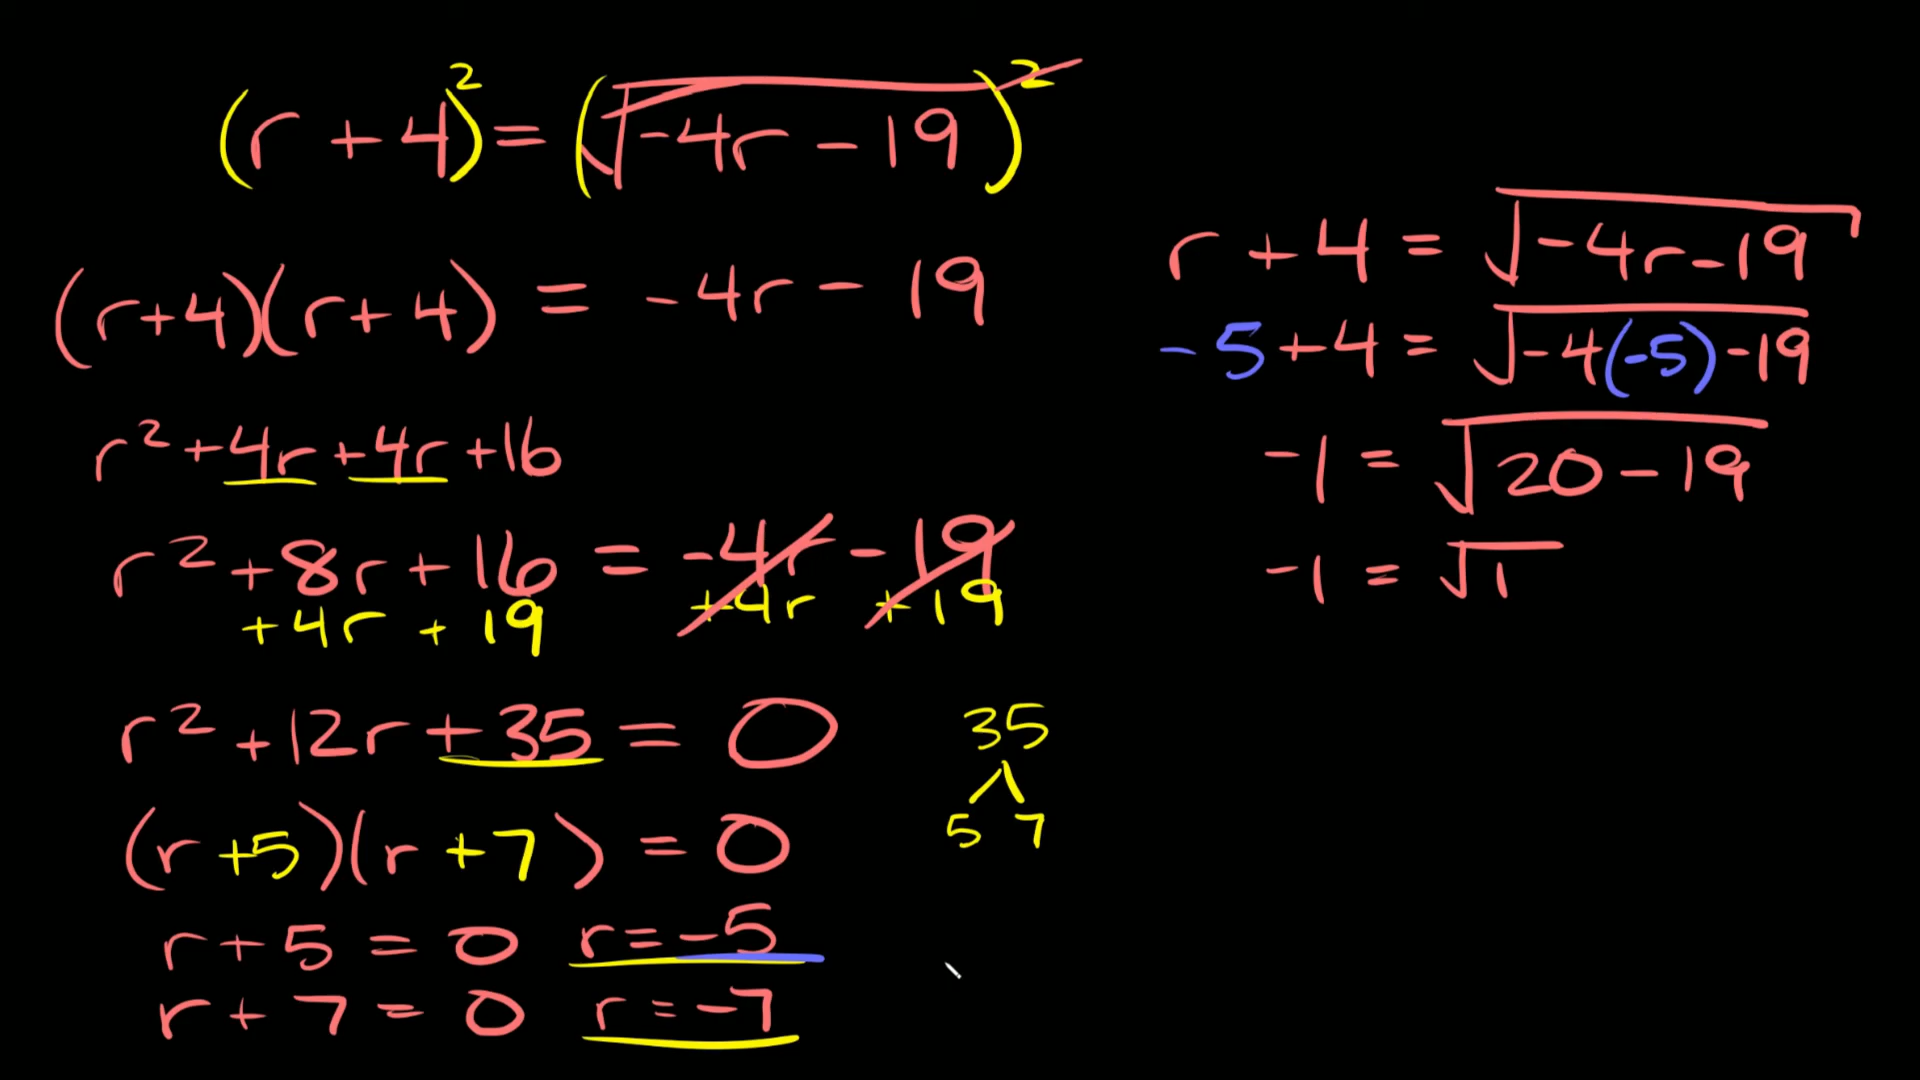 (r + 4)² = (√-4r - 19)²
(r+4)(r+4) = -4r - 19
r² +4r +4r +16
r² +8r + 16 = -4r - 19
+4r + 19 +4r +19
r² +12r + 35 = 0
(r +5)(r +7) = 0
r + 5 = 0 r = -5
r + 7 = 0 r = -7
35
5 7
r + 4 = √-4r - 19
-5 + 4 = √-4(-5) - 19
-1 = √20 - 19
-1 = √1